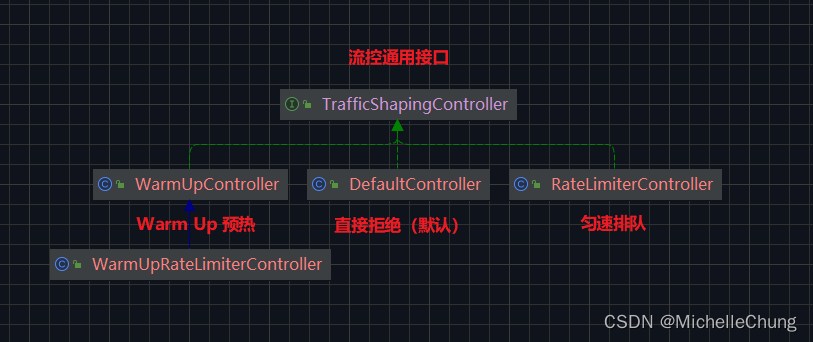 流控通用接口
I TrafficShapingController
C WarmUpController
C DefaultController
C RateLimiterController
Warm Up 预热
直接拒绝（默认）
匀速排队
C WarmUpRateLimiterController
CSDN @MichelleChung